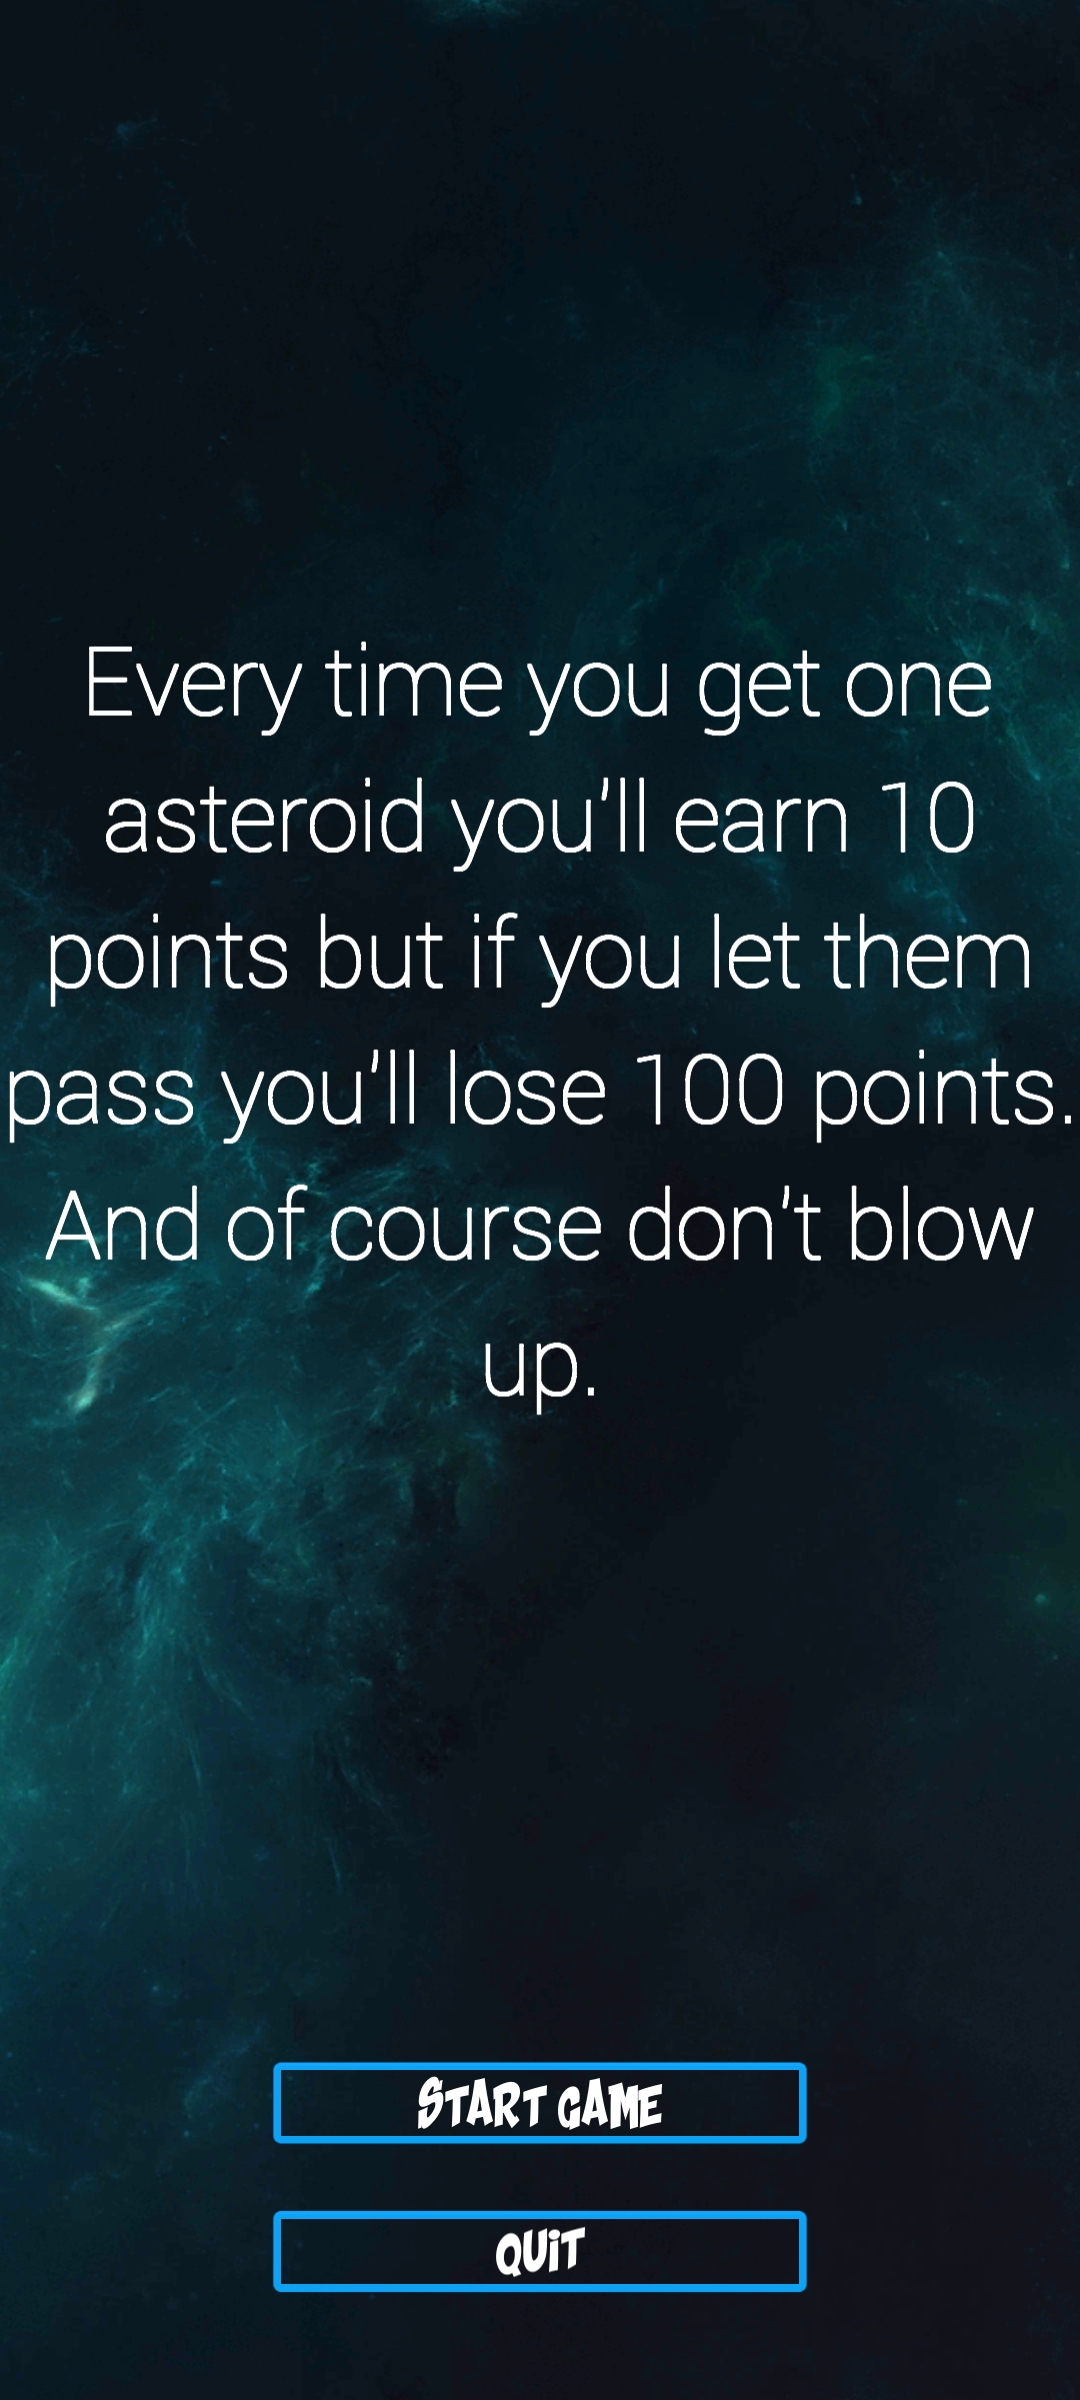 Every time you get one
asteroid you'll earn 10
points but if you let them
pass you'll lose 100 points.
And of course don't blow
up.
START GAME
QUiT